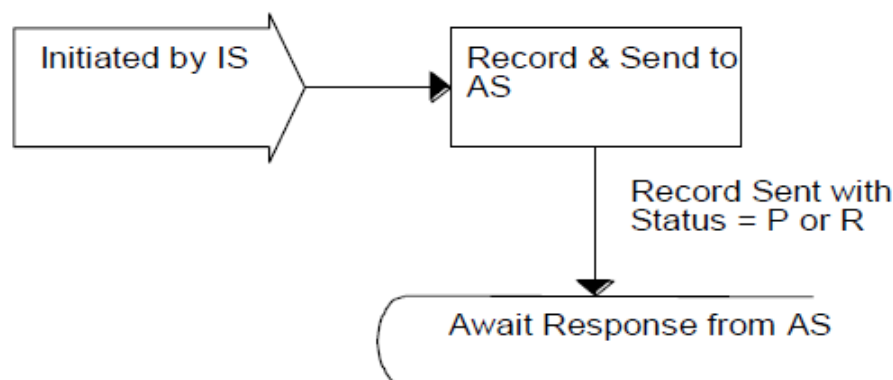 Initiated by IS
Record & Send to
AS
Record Sent with
Status = P or R
Await Response from AS